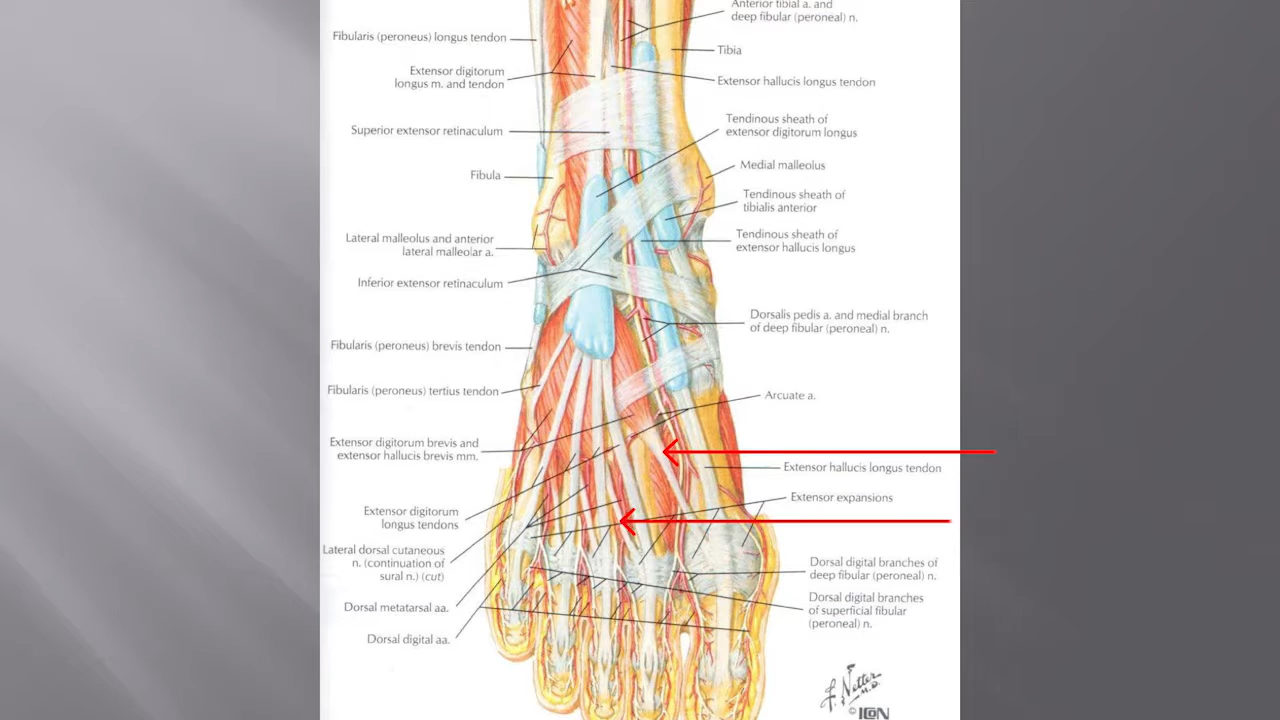 Anterior tibial a. and
deep fibular (peroneal) n.
Fibularis (peroneus) longus tendon
Tibia
Extensor digitorum
longus m. and tendon
Extensor hallucis longus tendon
Superior extensor retinaculum
Tendinous sheath of
extensor digitorum longus
Fibula
Medial malleolus
Tendinous sheath of
tibialis anterior
Lateral malleolus and anterior
lateral malleolar a.
Tendinous sheath of
extensor hallucis longus
Inferior extensor retinaculum
Dorsalis pedis a. and medial branch
of deep fibular (peroneal) n.
Fibularis (peroneus) brevis tendon
Fibularis (peroneus) tertius tendon
Arcuate a.
Extensor digitorum brevis and
extensor hallucis brevis mm.
Extensor hallucis longus tendon
Extensor expansions
Extensor digitorum
longus tendons
Lateral dorsal cutaneous
n. (continuation of
sural n.) (cut)
Dorsal digital branches of
deep fibular (peroneal) n.
Dorsal metatarsal aa.
Dorsal digital branches
of superficial fibular
(peroneal) n.
Dorsal digital aa.
F. Netter
M.D.
© ICON